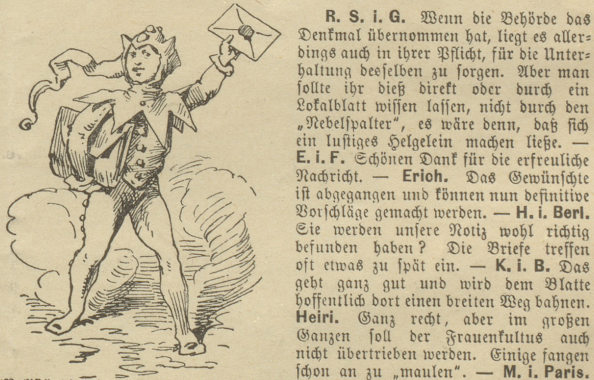 R. S. i. G. Wenn die Behörde das
Denkmal übernommen hat, liegt es aller-
dings auch in ihrer Pflicht, für die Unter-
haltung desselben zu sorgen. Aber man
sollte ihr dieß direkt oder durch ein
Lokalblatt wissen lassen, nicht durch den
„Nebelspalter“, es wäre denn, daß sich
ein lustiges Helgelein machen ließe. —
E. i. F. Schönen Dank für die erfreuliche
Nachricht. — Erich. Das Gewünschte
ist abgegangen und können nun definitive
Vorschläge gemacht werden. — H. i. Berl.
Sie werden unsere Notiz wohl richtig
befunden haben? Die Briefe treffen
oft etwas zu spät ein. — K. i. B. Das
geht ganz gut und wird dem Blatte
hoffentlich dort einen breiten Weg bahnen.
Heiri. Ganz recht, aber im großen
Ganzen soll der Frauenkultus auch
nicht übertrieben werden. Einige fangen
schon an zu „maulen“. — M. i. Paris.